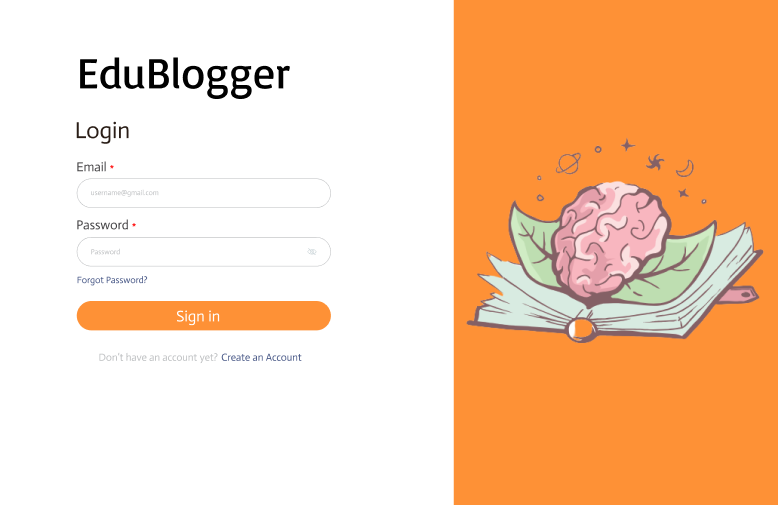 EduBlogger
Login
Email *
username@gmail.com
Password *
Password
Forgot Password?
Sign in
Don't have an account yet? Create an Account